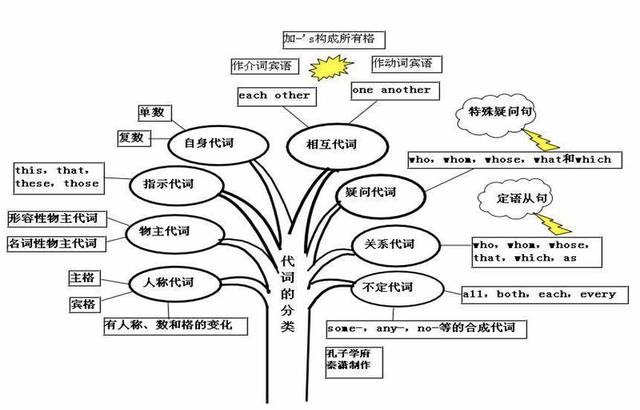 加-'s构成所有格
作介词宾语
作动词宾语
each other
one another
相互代词
单数
复数
自身代词
特殊疑问句
who, whom, whose, what和which
疑问代词
this, that,
these, those
指示代词
定语从句
who, whom, whose,
that, which, as
关系代词
形容性物主代词
名词性物主代词
物主代词
主格
宾格
人称代词
有人称、数和格的变化
不定代词
all, both, each, every
some-, any-, no-等的合成代词
代词的分类
孔子学府
秦潇制作